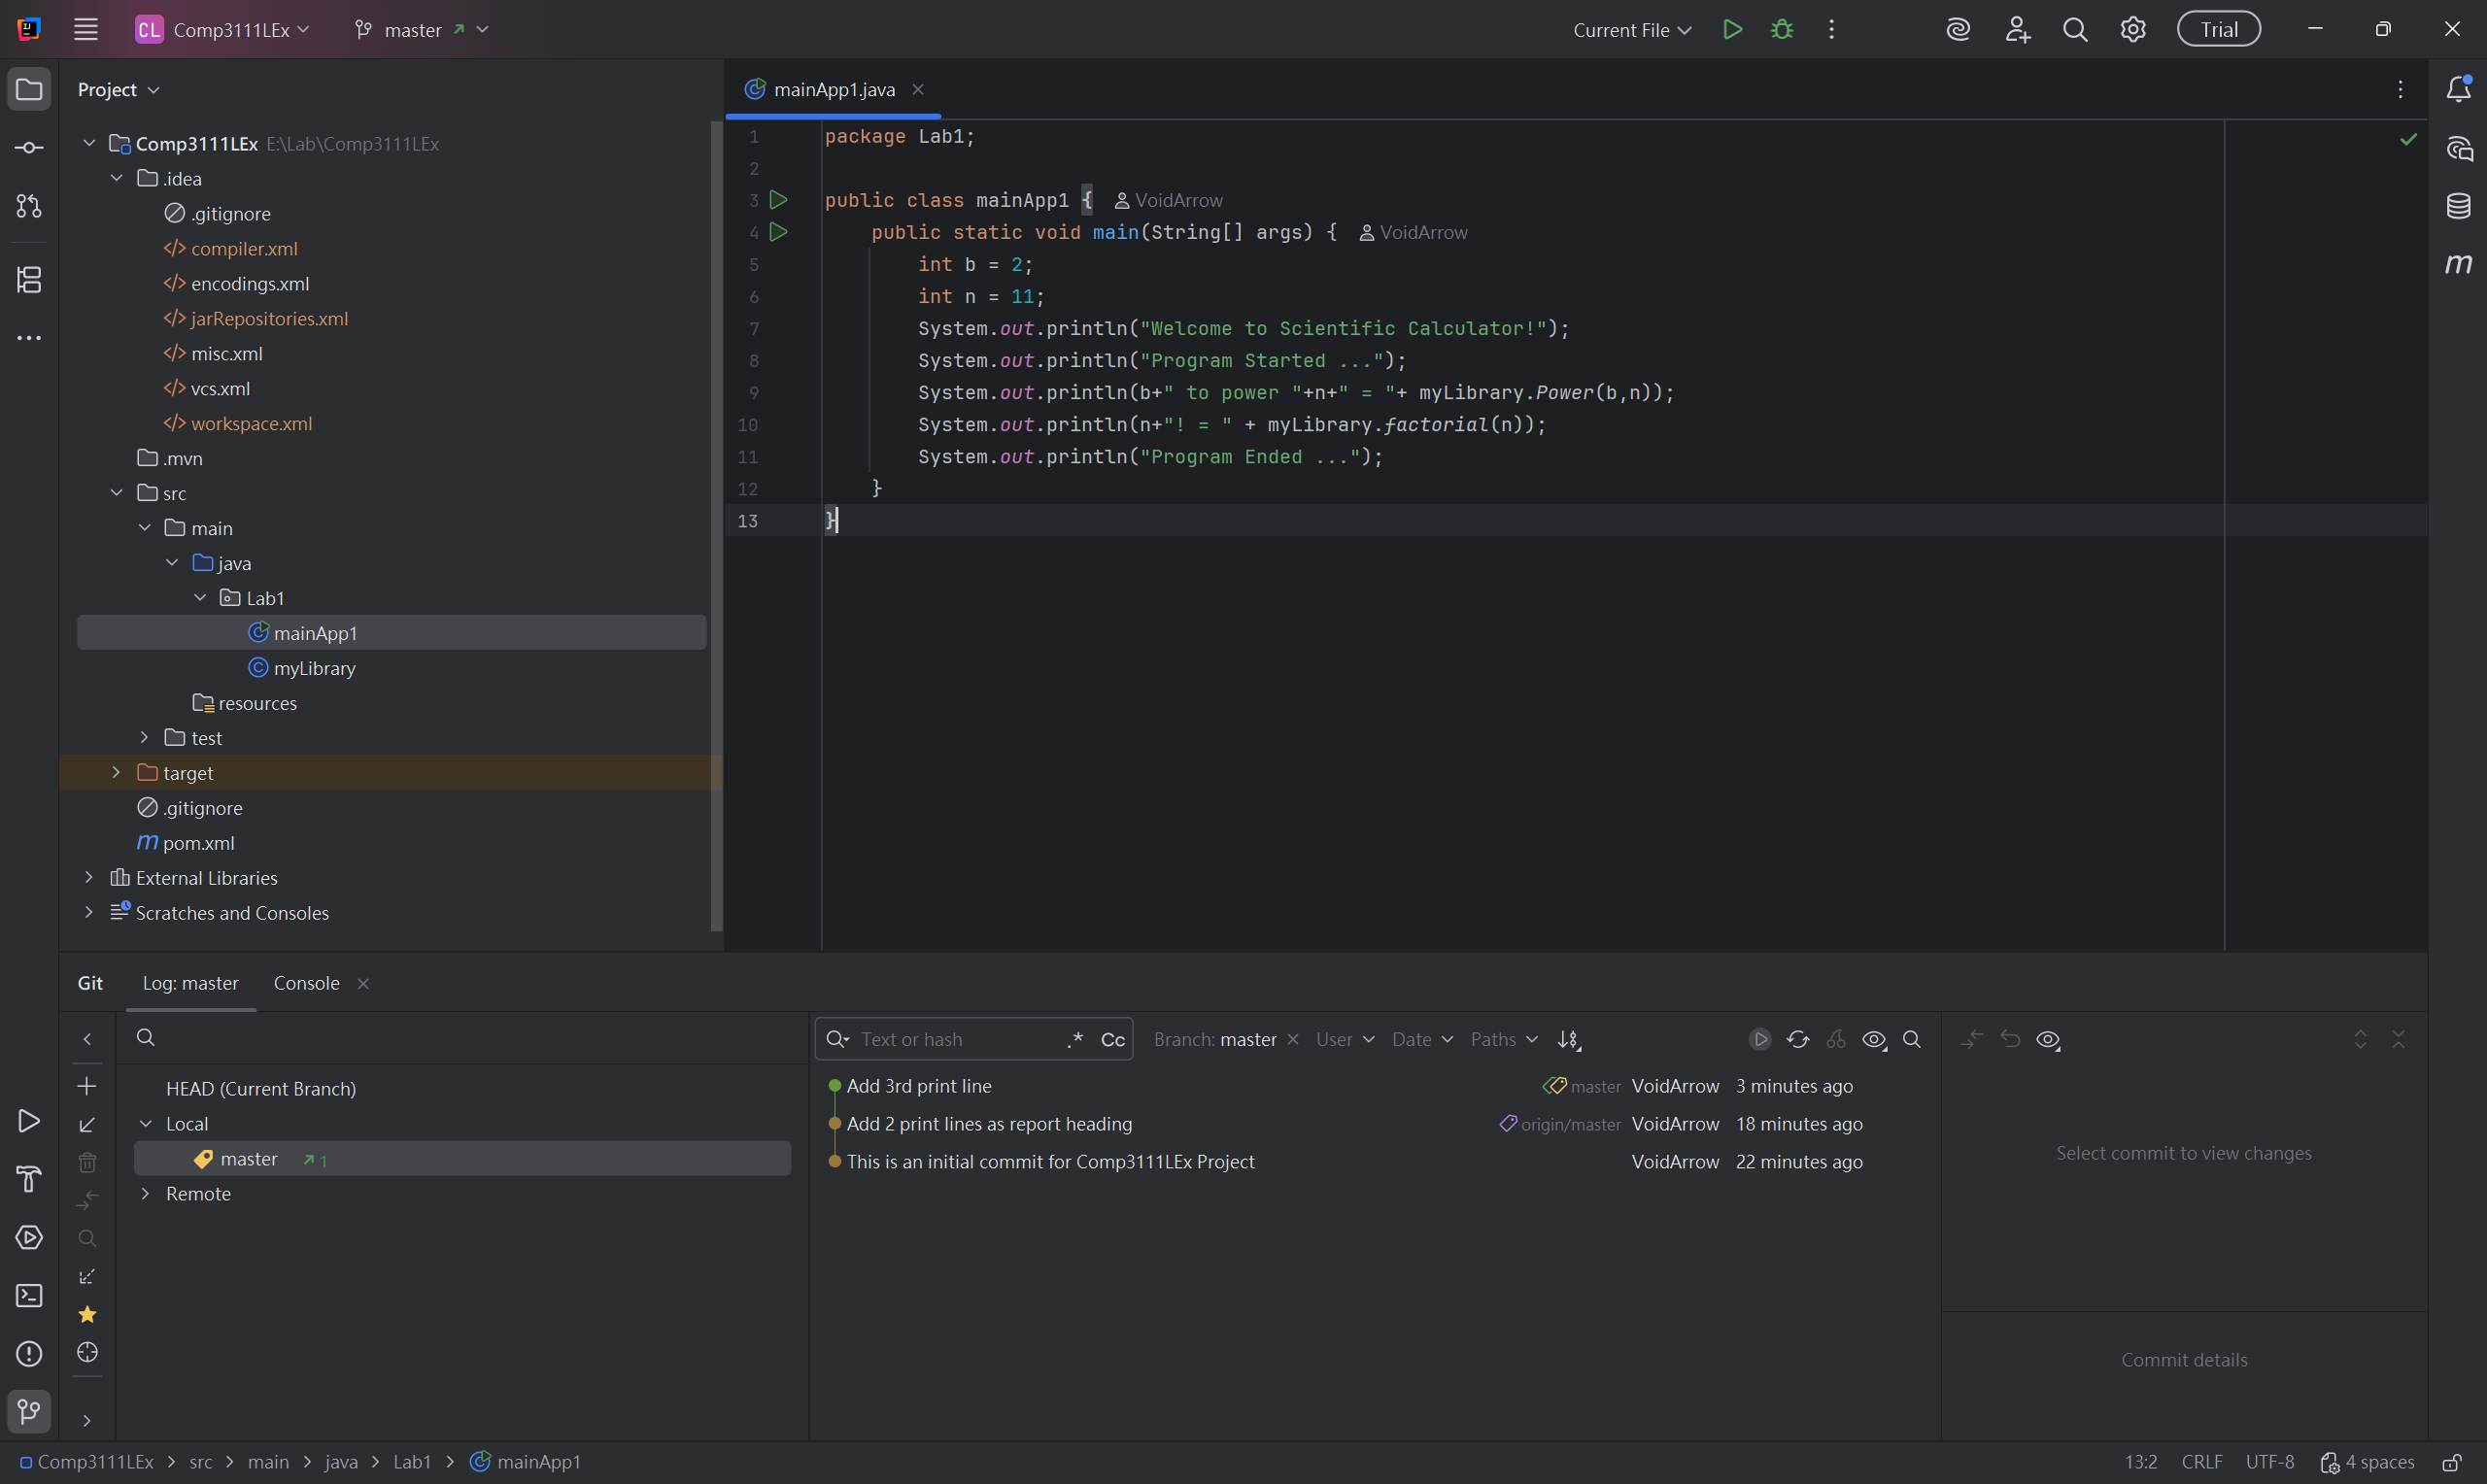 CL Comp3111LEx master Current File Trial
Project
mainApp1.java
Comp3111LEx E:\Lab\Comp3111LEx
.idea
.gitignore
compiler.xml
encodings.xml
jarRepositories.xml
misc.xml
vcs.xml
workspace.xml
.mvn
src
main
java
Lab1
mainApp1
myLibrary
resources
test
target
.gitignore
pom.xml
External Libraries
Scratches and Consoles
1 package Lab1;
2
3 public class mainApp1 { VoidArrow
4 public static void main(String[] args) { VoidArrow
5 int b = 2;
6 int n = 11;
7 System.out.println("Welcome to Scientific Calculator!");
8 System.out.println("Program Started ...");
9 System.out.println(b+" to power "+n+" = "+ myLibrary.Power(b,n));
10 System.out.println(n+"! = " + myLibrary.factorial(n));
11 System.out.println("Program Ended ...");
12 }
13 }
Git Log: master Console
HEAD (Current Branch)
Local
master 1
Remote
Text or hash .* Cc Branch: master User Date Paths
Add 3rd print line master VoidArrow 3 minutes ago
Add 2 print lines as report heading origin/master VoidArrow 18 minutes ago
This is an initial commit for Comp3111LEx Project VoidArrow 22 minutes ago
Select commit to view changes
Commit details
Comp3111LEx > src > main > java > Lab1 > mainApp1 13:2 CRLF UTF-8 4 spaces